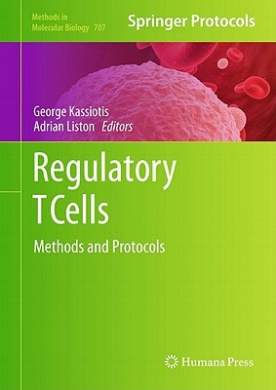 Methods in
Molecular Biology 707
Springer Protocols
George Kassiotis
Adrian Liston Editors
Regulatory
T Cells
Methods and Protocols
Humana Press